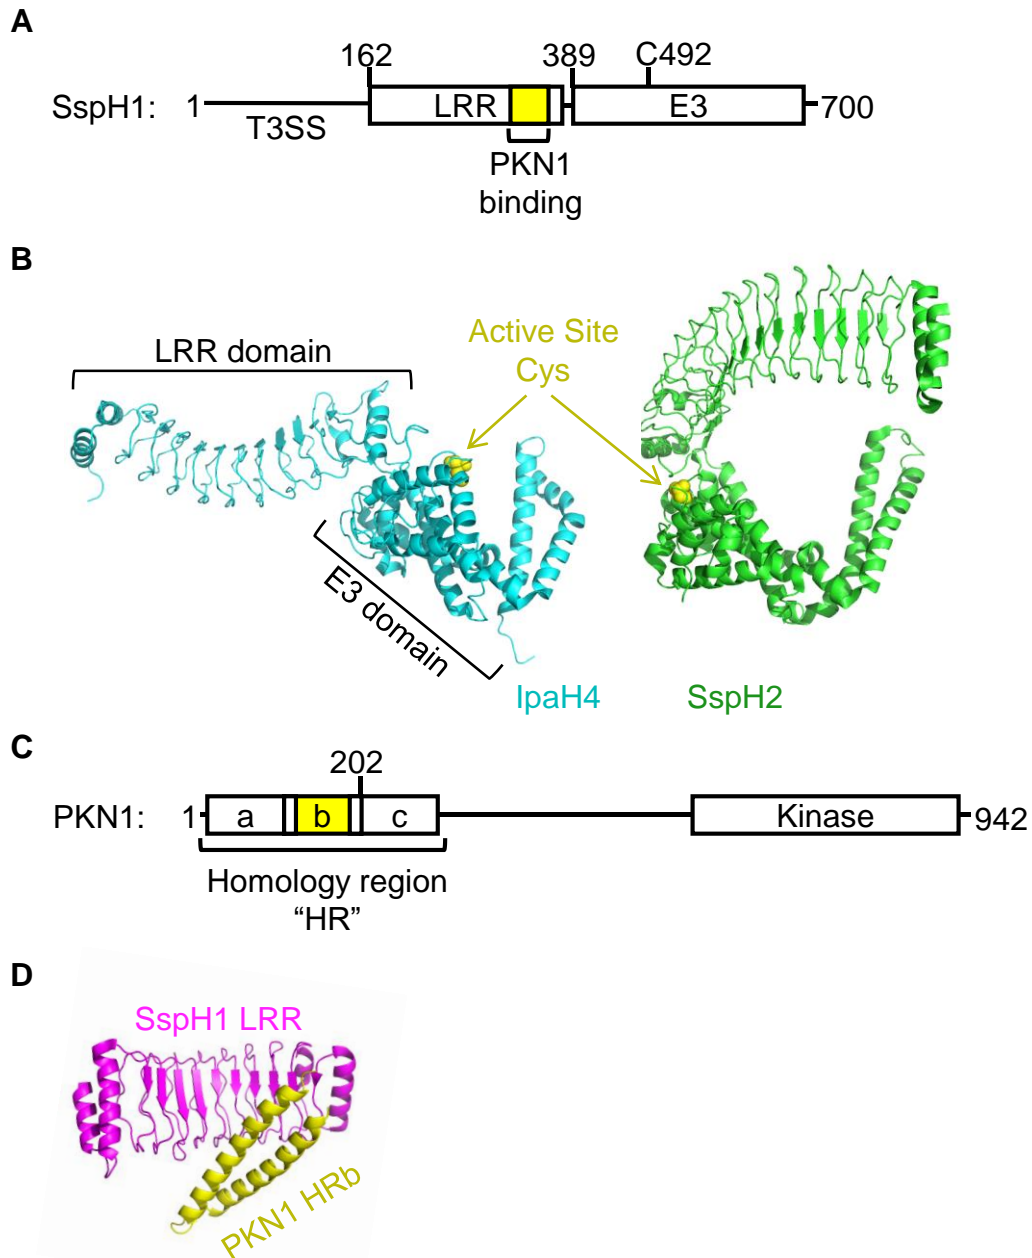 A
162
389
C492
SspH1:
1
LRR
E3
700
T3SS
PKN1
binding
B
LRR domain
Active Site
Cys
E3 domain
IpaH4
SspH2
C
202
PKN1:
1
a
b
c
Kinase
942
Homology region
“HR”
D
SspH1 LRR
PKN1 HRb